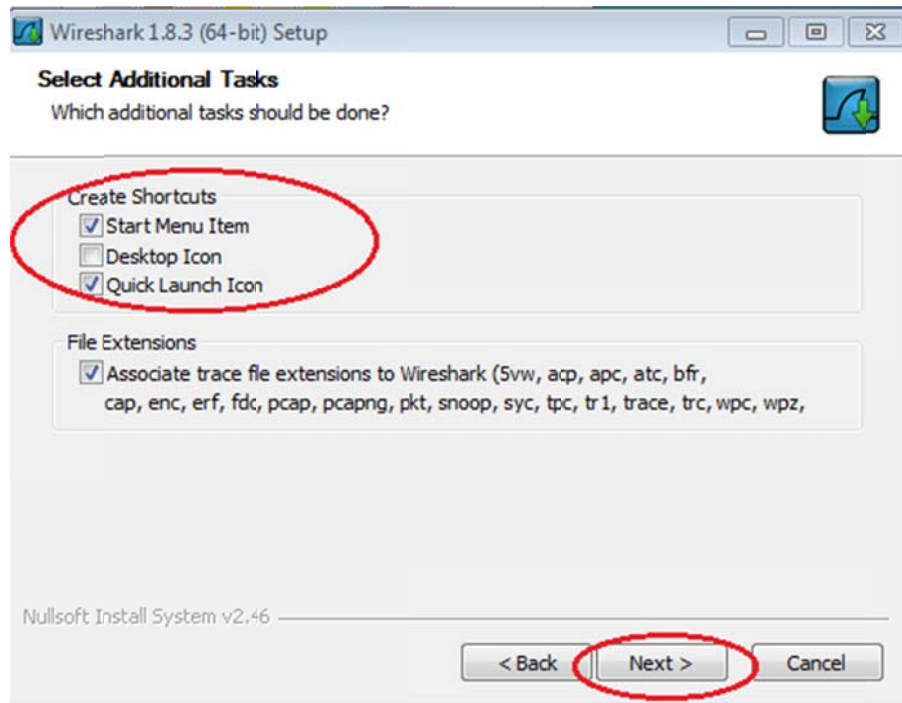 Wireshark 1.8.3 (64-bit) Setup
Select Additional Tasks
Which additional tasks should be done?
Create Shortcuts
Start Menu Item
Desktop Icon
Quick Launch Icon
File Extensions
Associate trace file extensions to Wireshark (5vw, acp, apc, atc, bfr,
cap, enc, erf, fdc, pcap, pcapng, pkt, snoop, syc, tpc, tr1, trace, trc, wpc, wpz,
Nullsoft Install System v2.46
< Back
Next >
Cancel